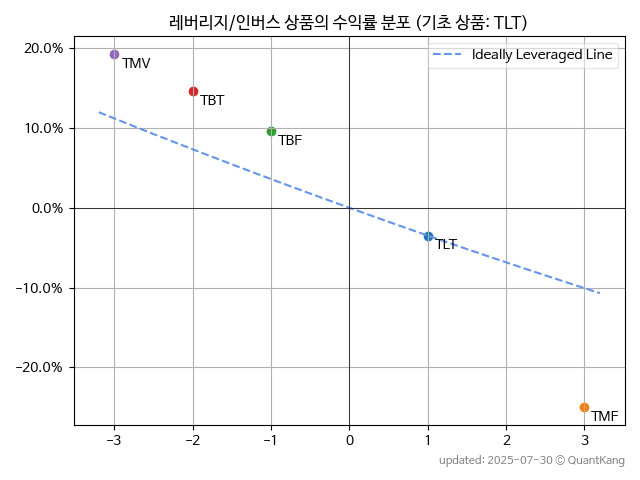 레버리지/인버스 상품의 수익률 분포 (기초 상품: TLT)
20.0%
Ideally Leveraged Line
TMV
TBT
10.0%
TBF
0.0%
TLT
−10.0%
−20.0%
TMF
−3 −2 −1 0 1 2 3
updated: 2025-07-30 © QuantKang